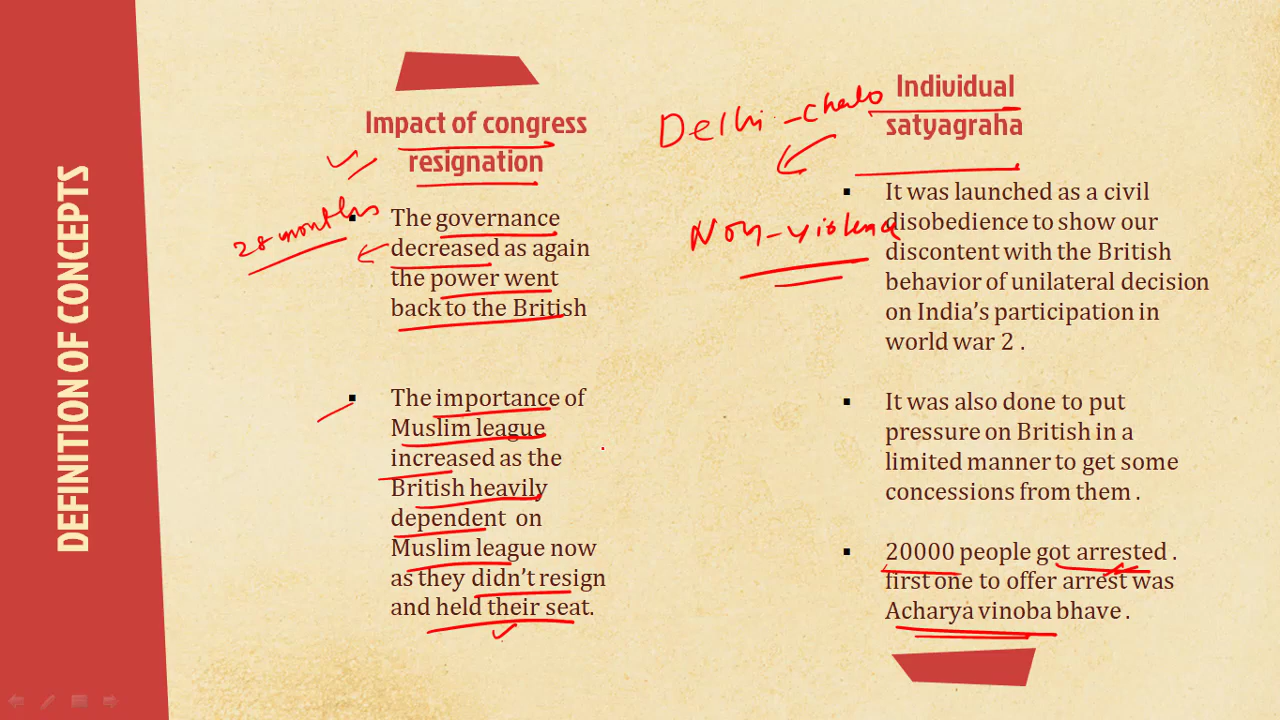 DEFINITION OF CONCEPTS
Impact of congress
resignation
28 months
The governance
decreased as again
the power went
back to the British
The importance of
Muslim league
increased as the
British heavily
dependent on
Muslim league now
as they didn't resign
and held their seat.
Delhi - chalo
Non-violence
Individual
satyagraha
It was launched as a civil
disobedience to show our
discontent with the British
behavior of unilateral decision
on India's participation in
world war 2 .
It was also done to put
pressure on British in a
limited manner to get some
concessions from them .
20000 people got arrested .
first one to offer arrest was
Acharya vinoba bhave .